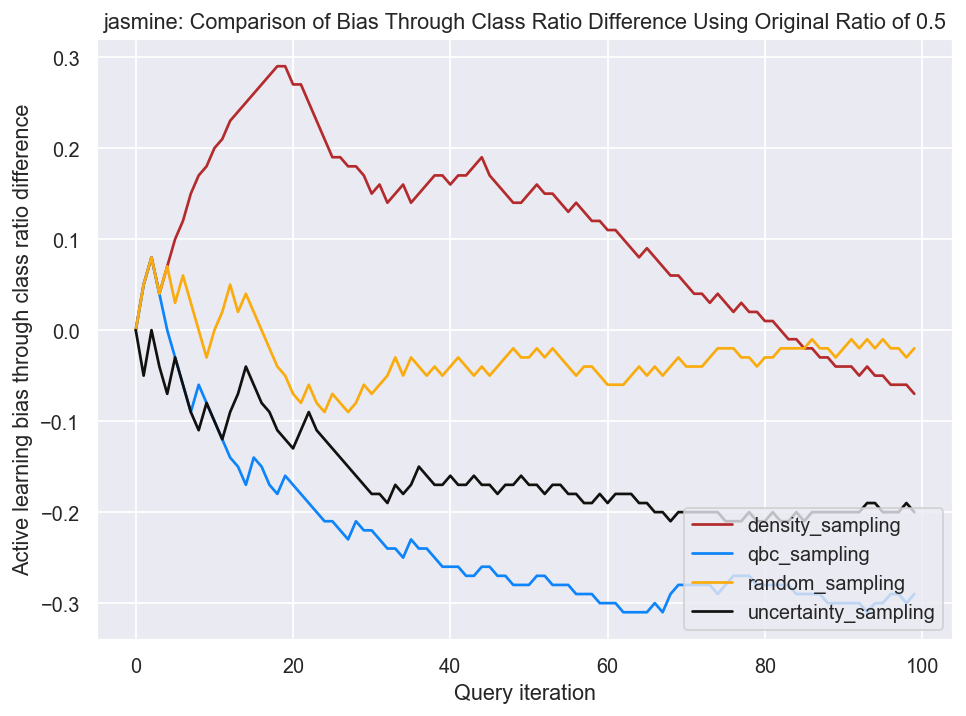 jasmine: Comparison of Bias Through Class Ratio Difference Using Original Ratio of 0.5
Active learning bias through class ratio difference
0.3
0.2
0.1
0.0
−0.1
−0.2
−0.3
density_sampling
qbc_sampling
random_sampling
uncertainty_sampling
0 20 40 60 80 100
Query iteration